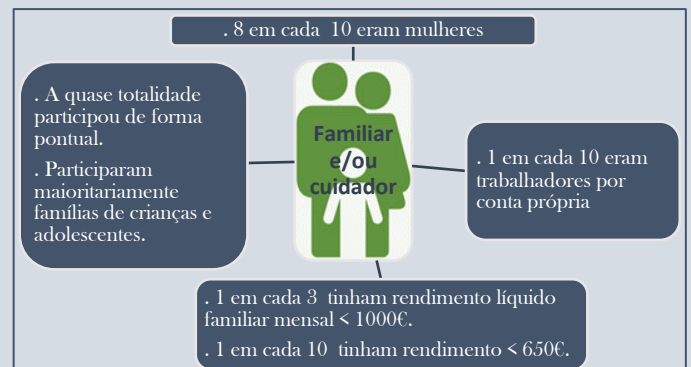 . 8 em cada  10 eram mulheres
. A quase totalidade
participou de forma
pontual.
. Participaram
maioritariamente
famílias de crianças e
adolescentes.
Familiar
e/ou
cuidador
. 1 em cada 10 eram
trabalhadores por
conta própria
. 1 em cada 3  tinham rendimento líquido
familiar mensal < 1000€.
. 1 em cada 10  tinham rendimento < 650€.